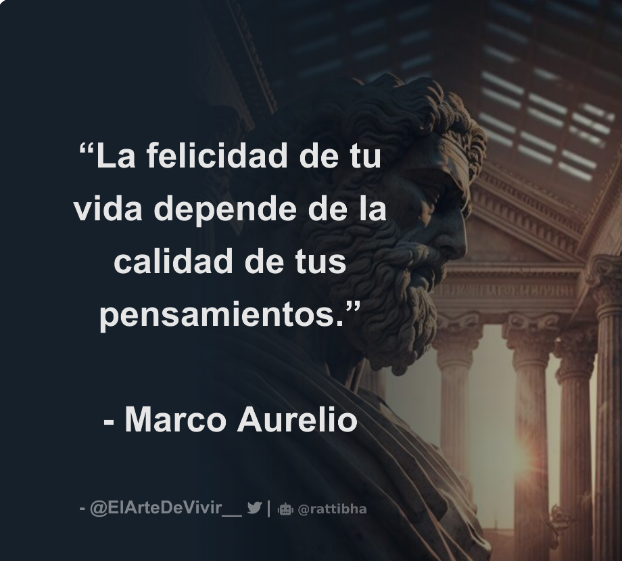 “La felicidad de tu
vida depende de la
calidad de tus
pensamientos.”
- Marco Aurelio
- @ElArteDeVivir__ | @rattibha